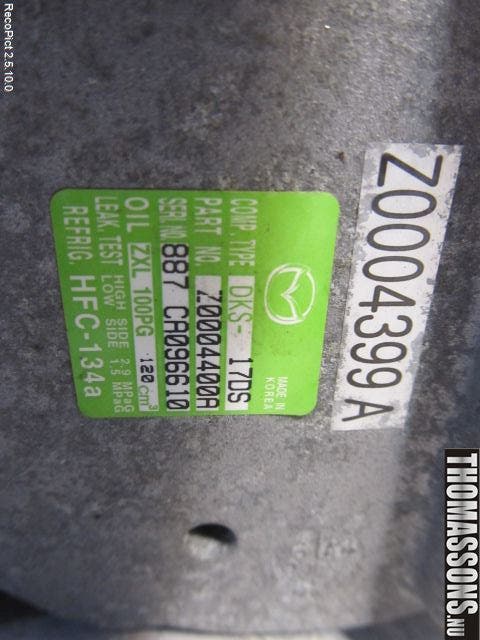 Z0004399 A
MADE IN
KOREA
COMP. TYPE DKS- 17DS
PART NO. Z0004400A
SERI.NO 887 CA096610
OIL ZXL 100PG 120 cm³
LEAK. TEST HIGH SIDE 2.9 MPaG
LOW SIDE 1.5 MPaG
REFRIG. HFC-134a
RecoPict 2.5.10.0
THOMASSONS.NU